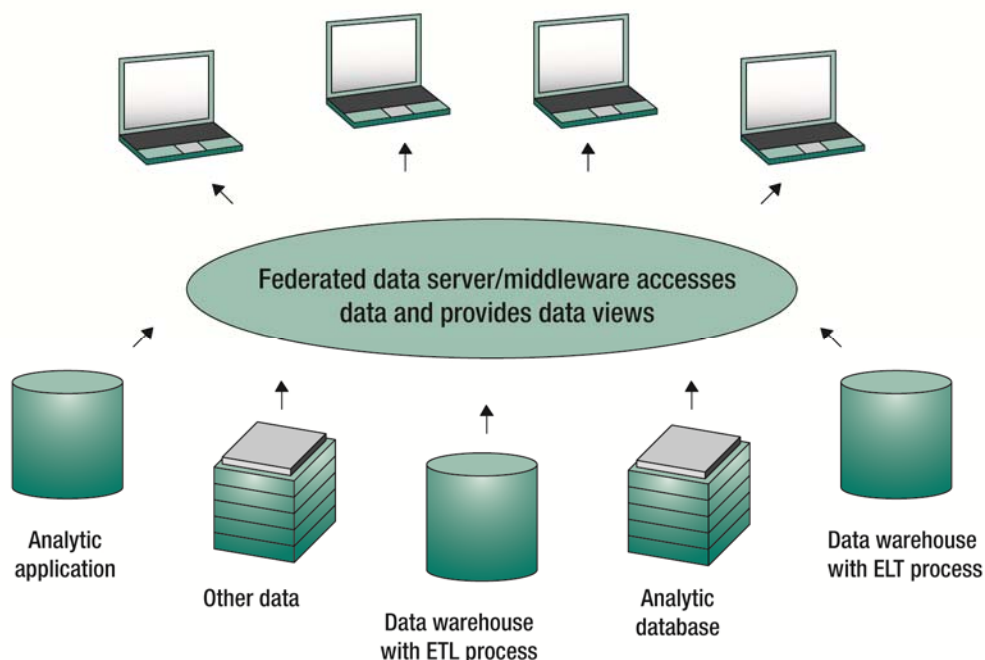 Federated data server/middleware accesses
data and provides data views
Analytic
application
Other data
Data warehouse
with ETL process
Analytic
database
Data warehouse
with ELT process